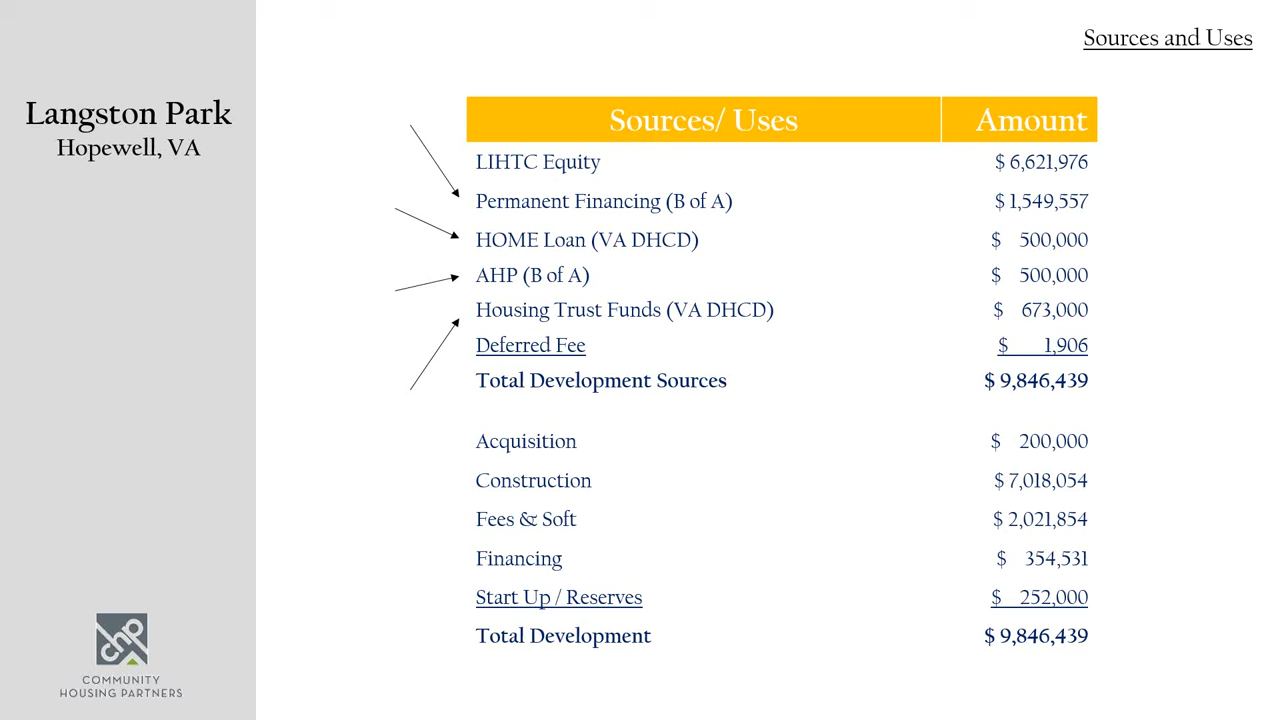 Sources and Uses
Langston Park
Hopewell, VA
Sources/ Uses Amount
LIHTC Equity $ 6,621,976
Permanent Financing (B of A) $ 1,549,557
HOME Loan (VA DHCD) $ 500,000
AHP (B of A) $ 500,000
Housing Trust Funds (VA DHCD) $ 673,000
Deferred Fee $ 1,906
Total Development Sources $ 9,846,439
Acquisition $ 200,000
Construction $ 7,018,054
Fees & Soft $ 2,021,854
Financing $ 354,531
Start Up / Reserves $ 252,000
Total Development $ 9,846,439
chp
COMMUNITY
HOUSING PARTNERS